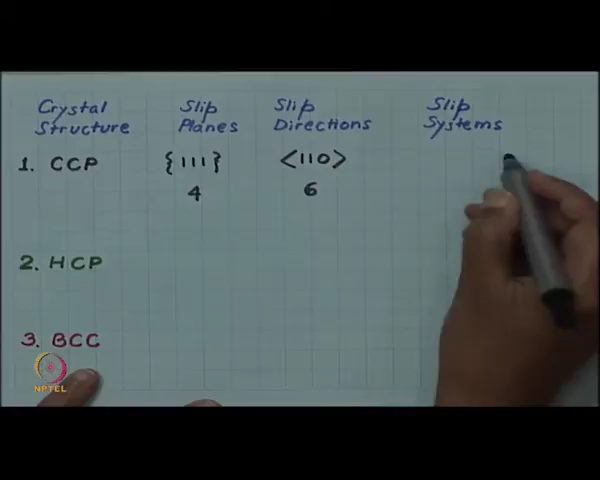 Crystal Structure
Slip Planes
Slip Directions
Slip Systems
1. CCP {111} <110>
4 6
2. HCP
3. BCC
NPTEL